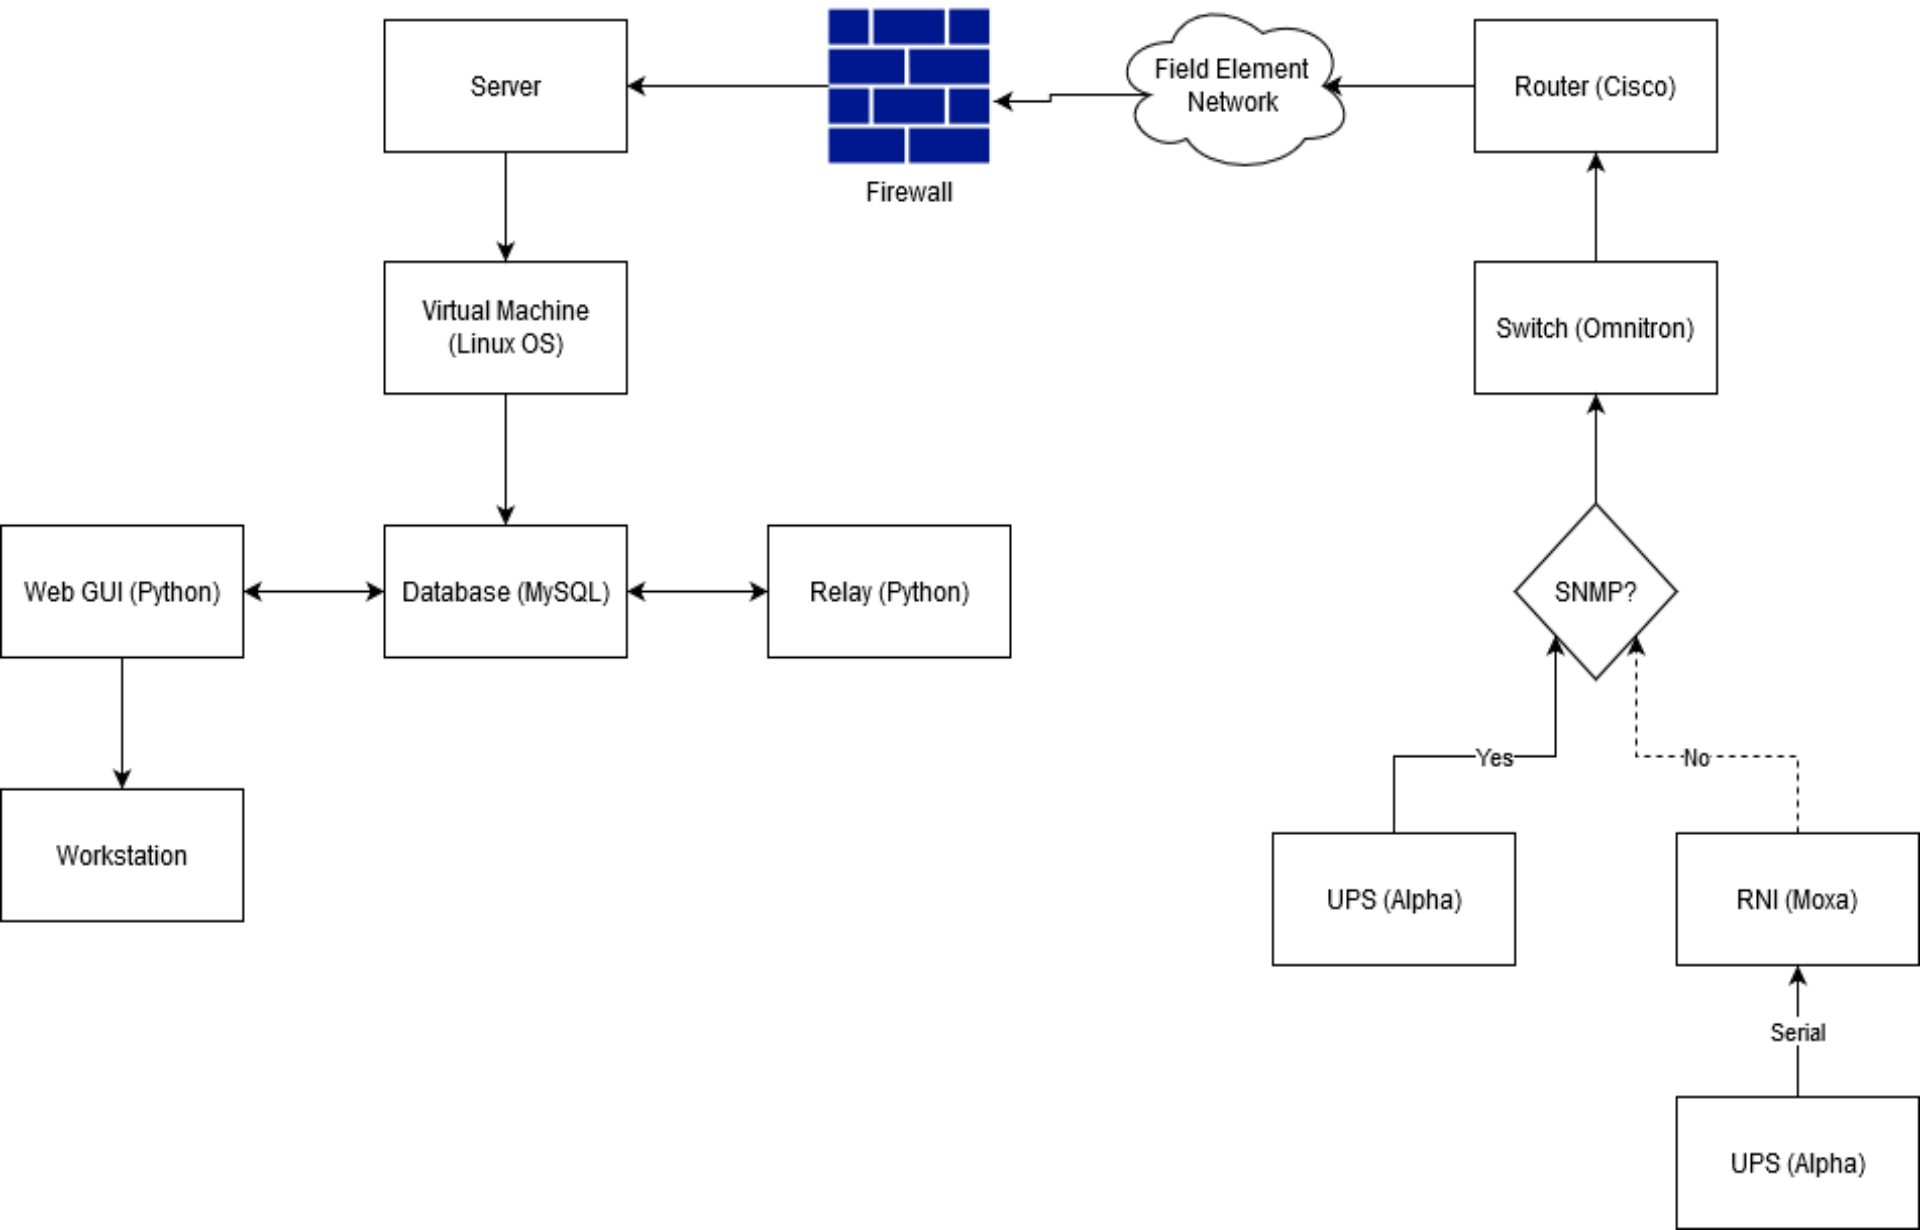 Server
Firewall
Field Element
Network
Router (Cisco)
Virtual Machine
(Linux OS)
Switch (Omnitron)
Web GUI (Python)
Database (MySQL)
Relay (Python)
SNMP?
Yes
No
Workstation
UPS (Alpha)
RNI (Moxa)
Serial
UPS (Alpha)